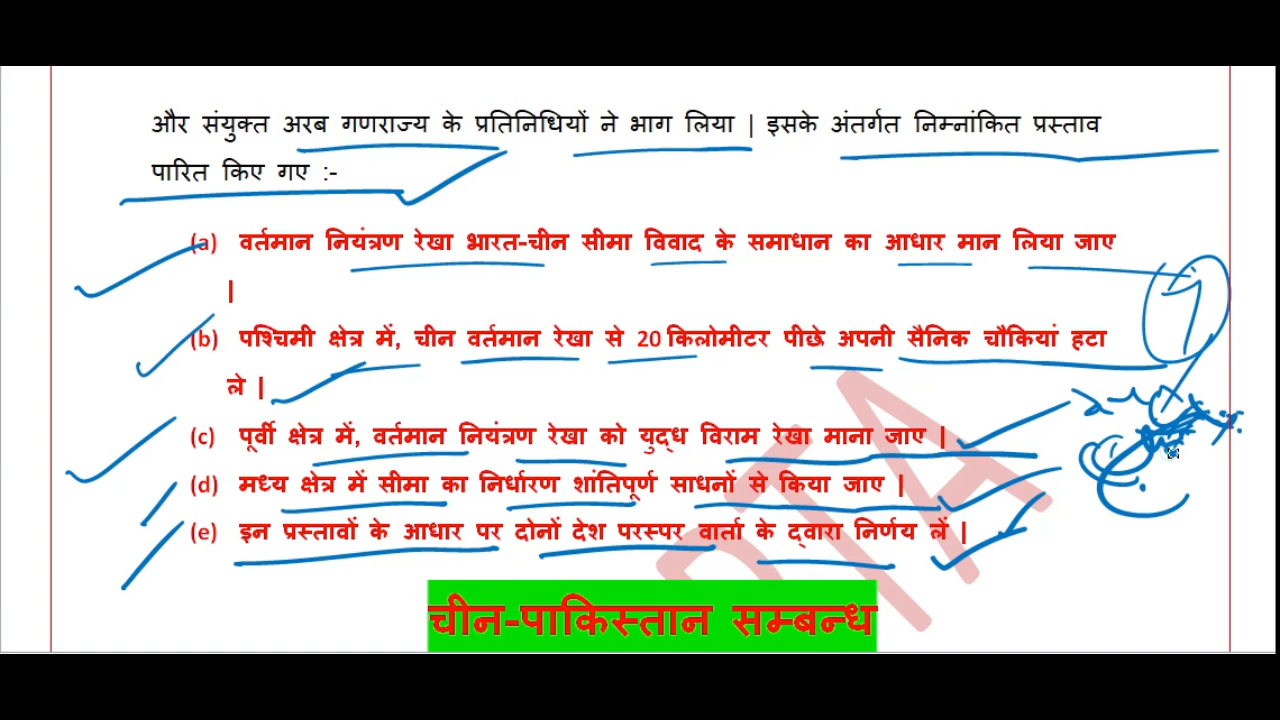 और संयुक्त अरब गणराज्य के प्रतिनिधियों ने भाग लिया | इसके अंतर्गत निम्नांकित प्रस्ताव
पारित किए गए :-
(a) वर्तमान नियंत्रण रेखा भारत-चीन सीमा विवाद के समाधान का आधार मान लिया जाए
|
(b) पश्चिमी क्षेत्र में, चीन वर्तमान रेखा से 20 किलोमीटर पीछे अपनी सैनिक चौकियां हटा
ले |
(c) पूर्वी क्षेत्र में, वर्तमान नियंत्रण रेखा को युद्ध विराम रेखा माना जाए |
(d) मध्य क्षेत्र में सीमा का निर्धारण शांतिपूर्ण साधनों से किया जाए |
(e) इन प्रस्तावों के आधार पर दोनों देश परस्पर वार्ता के द्वारा निर्णय लें |
चीन-पाकिस्तान सम्बन्ध